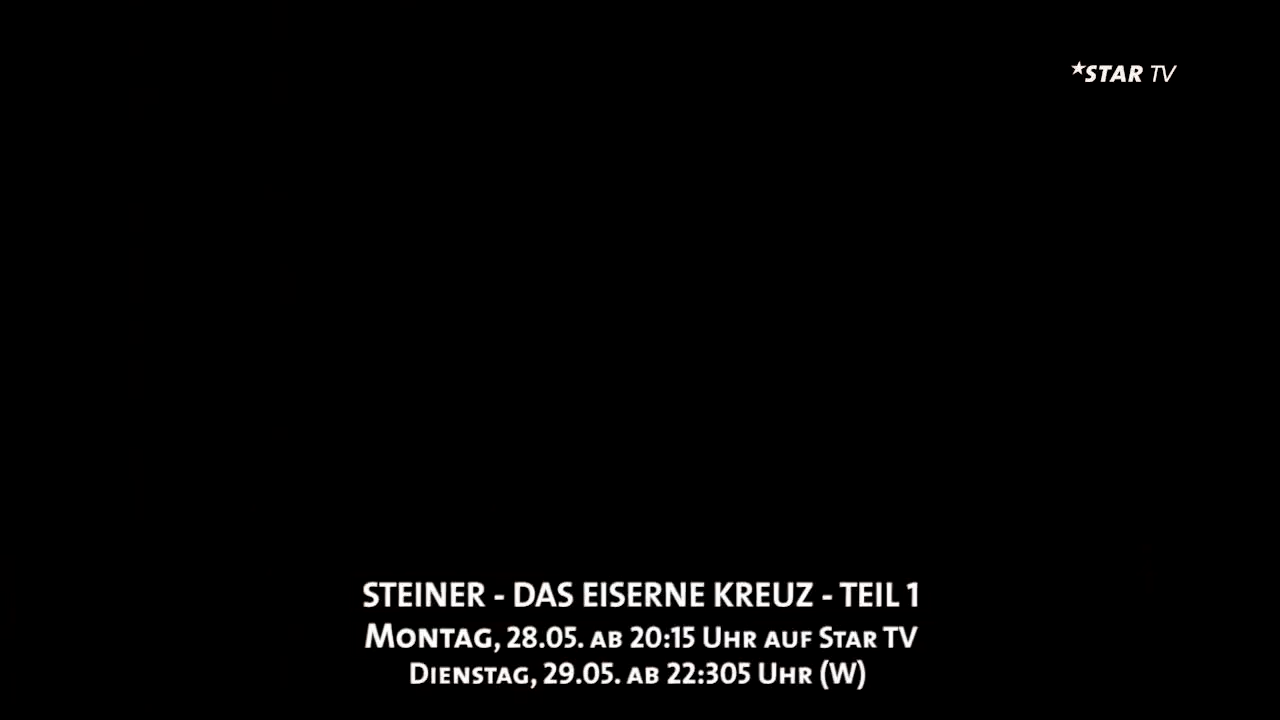 *STAR TV
STEINER - DAS EISERNE KREUZ - TEIL 1
MONTAG, 28.05. AB 20:15 UHR AUF STAR TV
DIENSTAG, 29.05. AB 22:305 UHR (W)